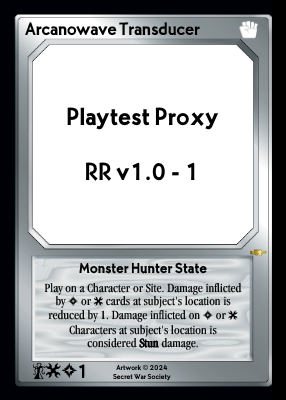 Arcanowave Transducer
Playtest Proxy
RR v1.0 - 1
Monster Hunter State
Play on a Character or Site. Damage inflicted
by or cards at subject's location is
reduced by 1. Damage inflicted on or
Characters at subject's location is
considered Stun damage.
1
Artwork © 2024
Secret War Society